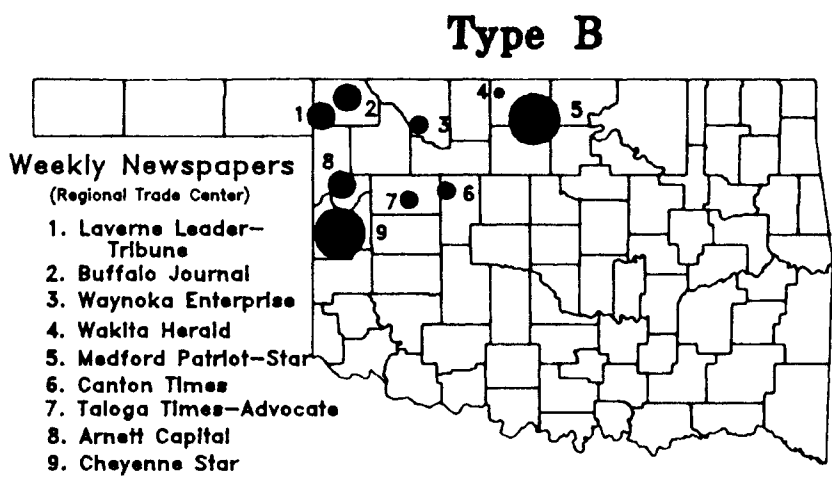 Type B
1
2
3
4
5
6
7
8
9
Weekly Newspapers
(Regional Trade Center)
1. Laverne Leader-
Tribune
2. Buffalo Journal
3. Waynoka Enterprise
4. Wakita Herald
5. Medford Patriot-Star
6. Canton Times
7. Taloga Times-Advocate
8. Arnett Capital
9. Cheyenne Star